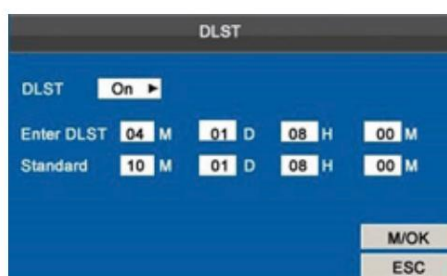 DLST
DLST On
Enter DLST 04 M 01 D 08 H 00 M
Standard 10 M 01 D 08 H 00 M
M/OK
ESC